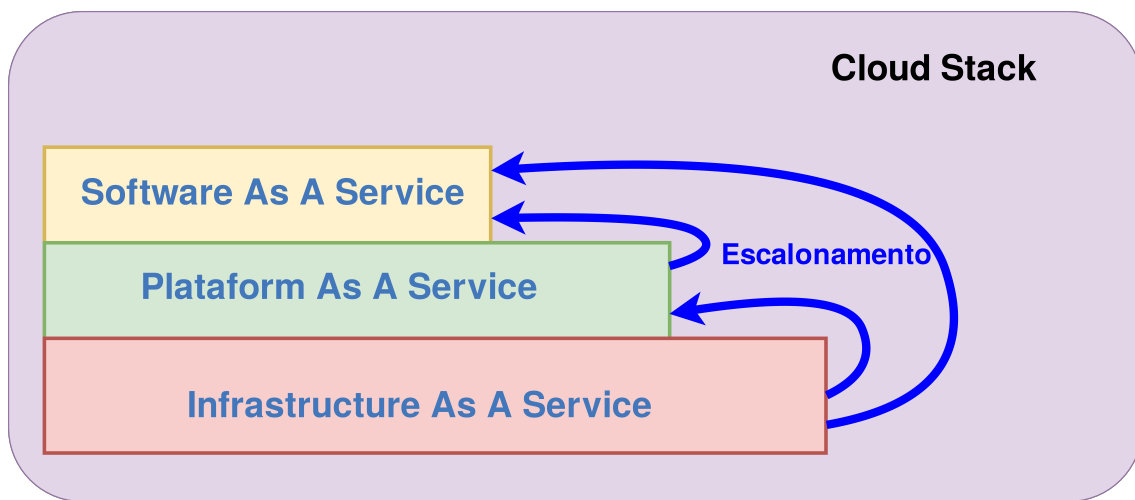 Cloud Stack
Software As A Service
Escalonamento
Plataform As A Service
Infrastructure As A Service